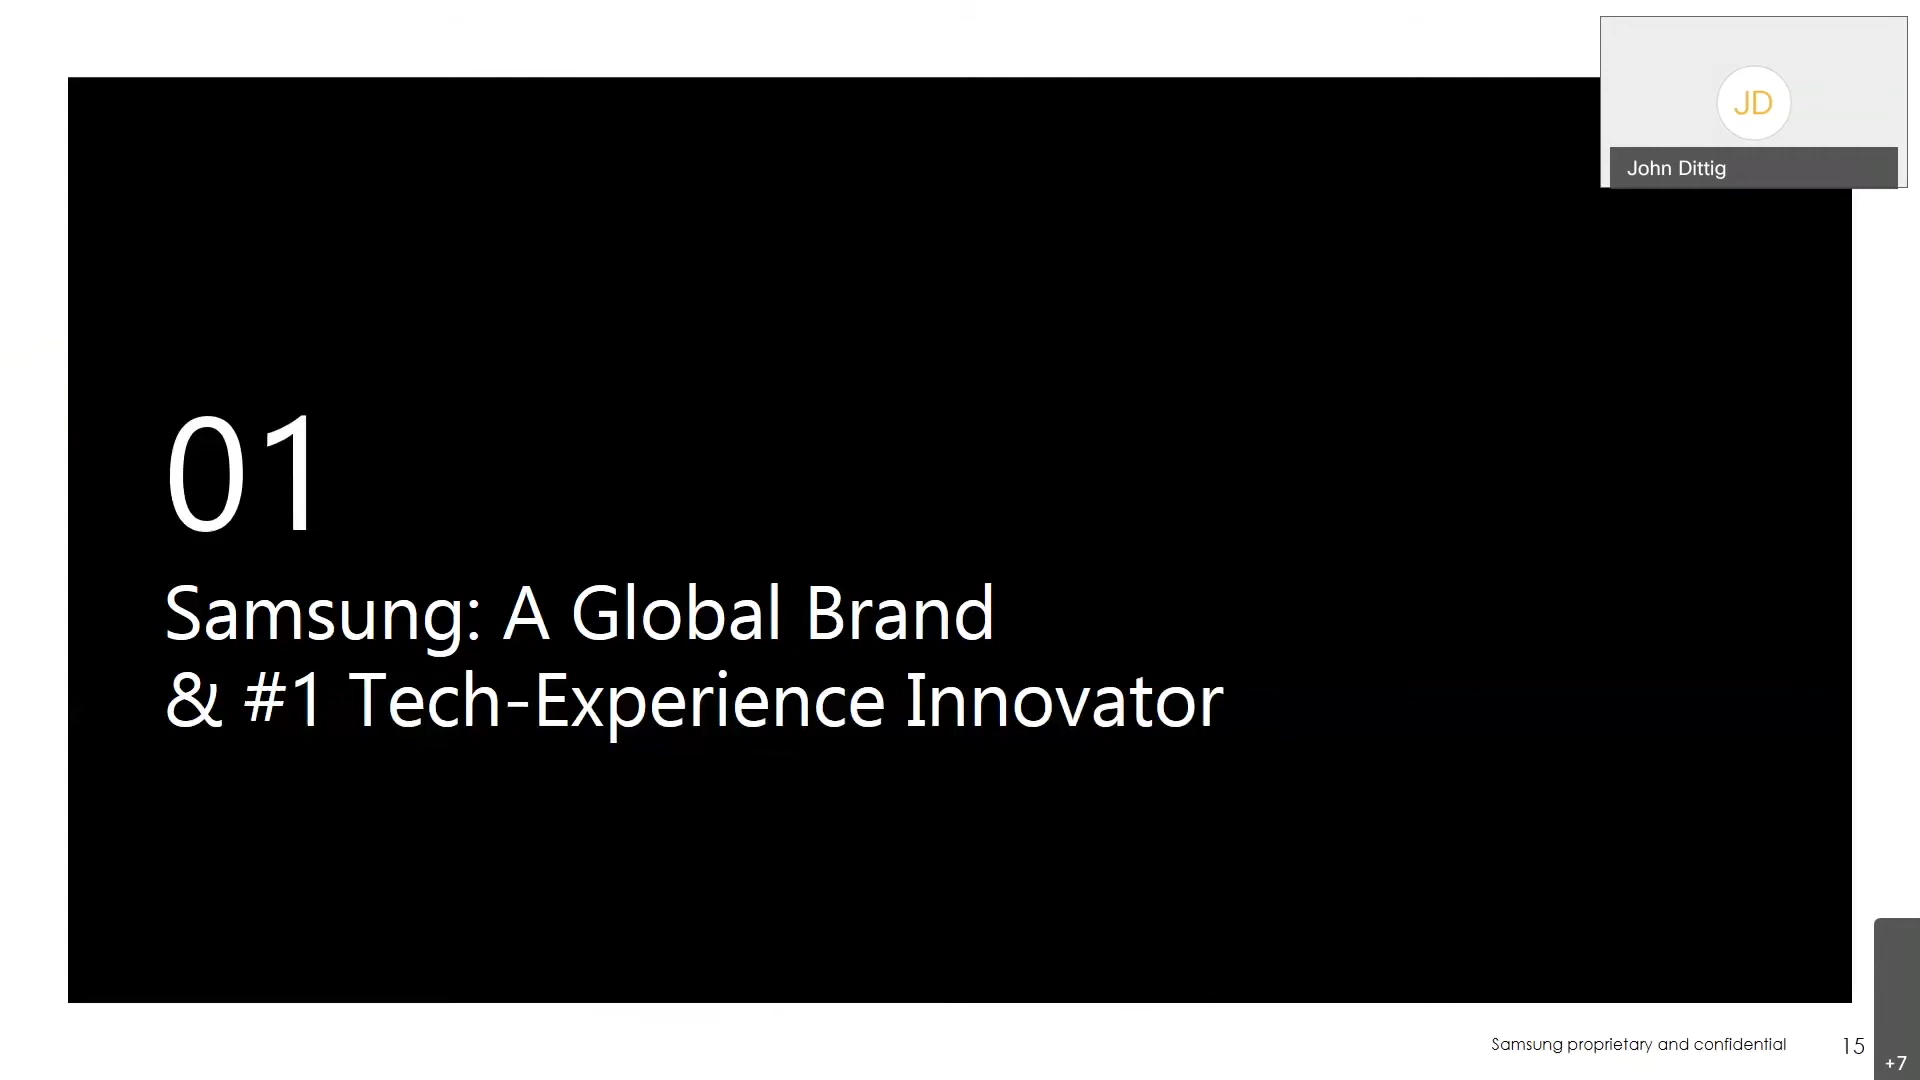 JD
John Dittig
01
Samsung: A Global Brand
& #1 Tech-Experience Innovator
Samsung proprietary and confidential
15
+7